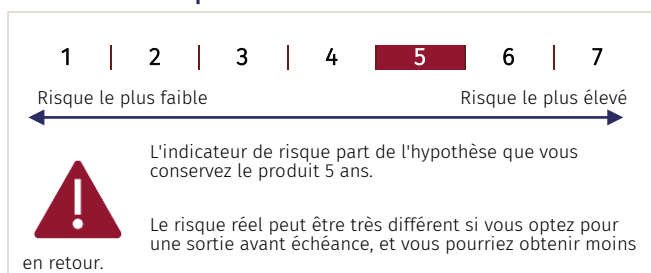 1 | 2 | 3 | 4 | 5 | 6 | 7
Risque le plus faible Risque le plus élevé
L'indicateur de risque part de l'hypothèse que vous
conservez le produit 5 ans.
Le risque réel peut être très différent si vous optez pour
une sortie avant échéance, et vous pourriez obtenir moins
en retour.